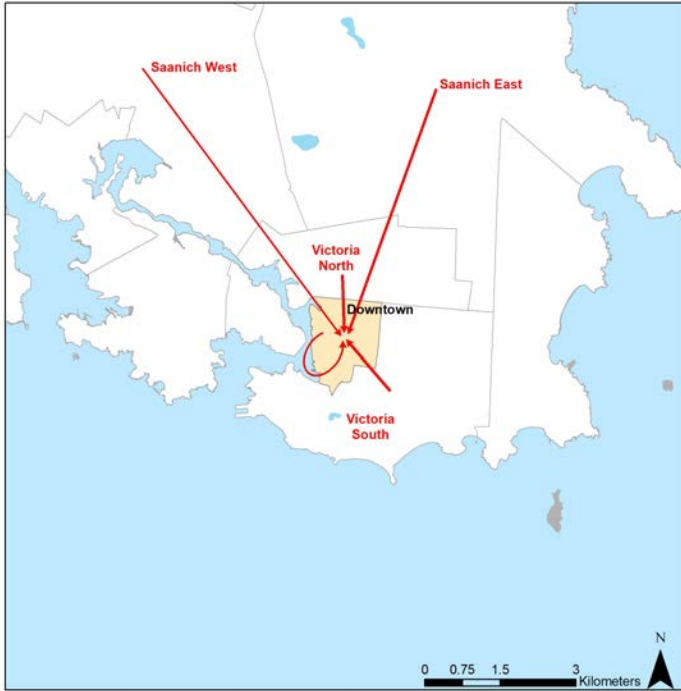 Saanich West
Saanich East
Victoria
North
Downtown
Victoria
South
N
0 0.75 1.5 3
Kilometers